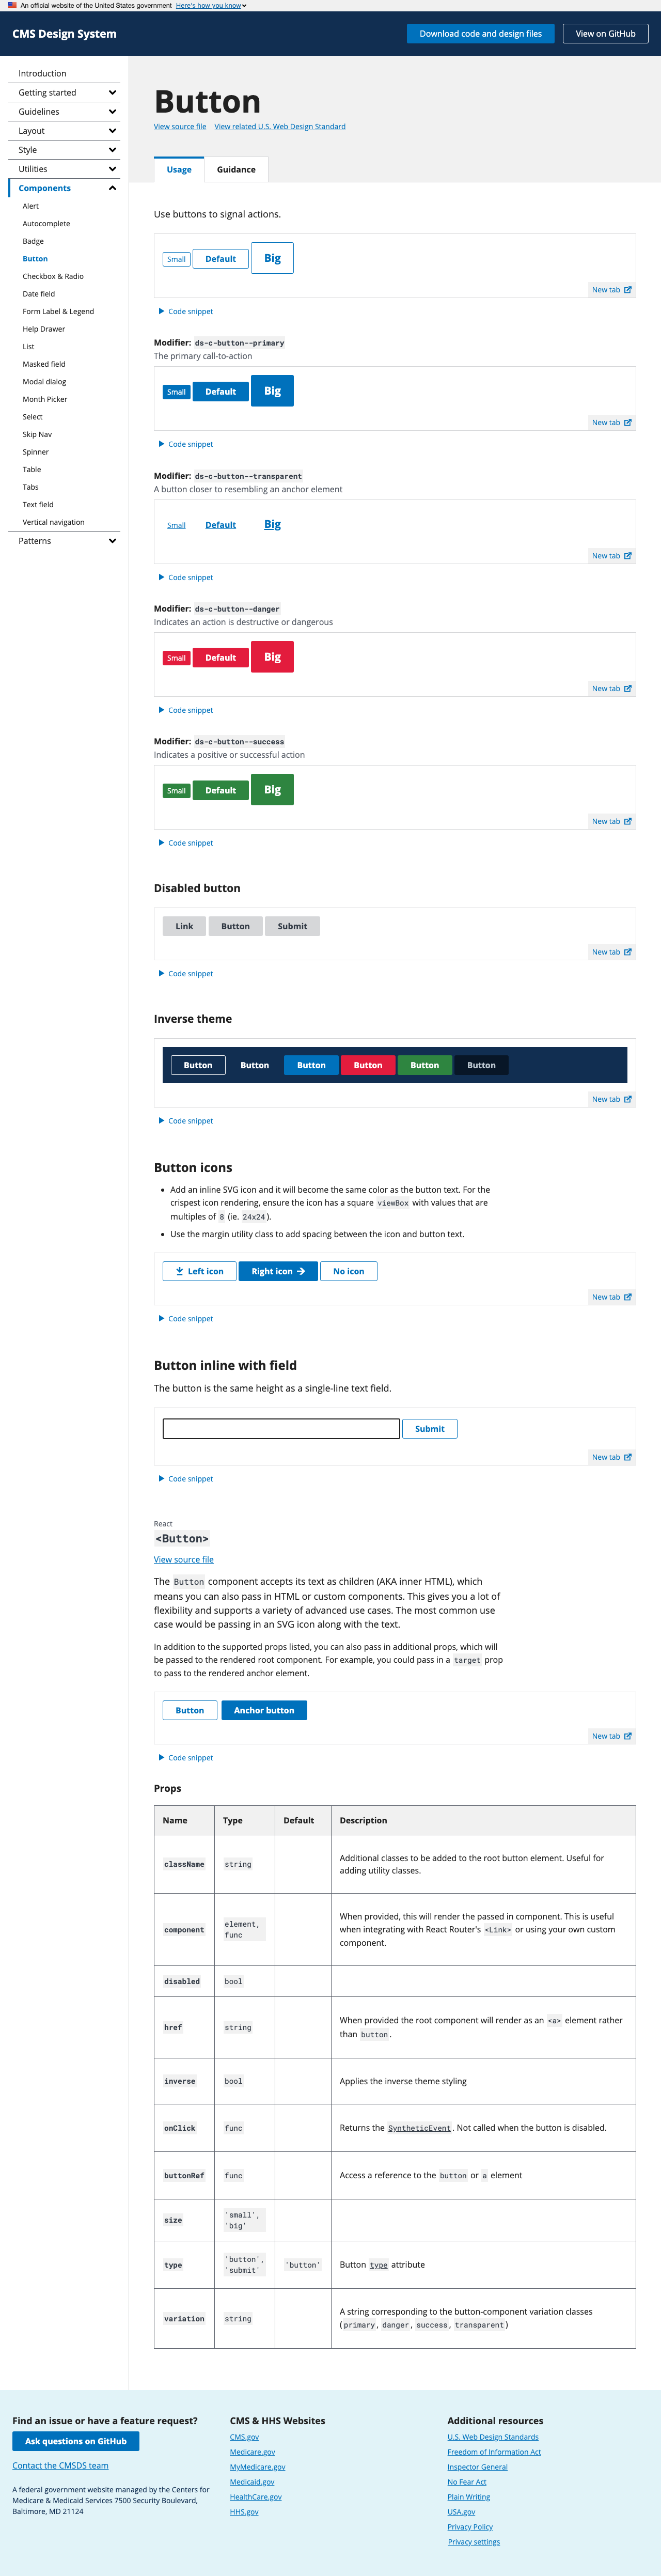 An official website of the United States government Here's how you know
CMS Design System
Download code and design files
View on GitHub
Introduction
Getting started
Guidelines
Layout
Style
Utilities
Components
Alert
Autocomplete
Badge
Button
Checkbox & Radio
Date field
Form Label & Legend
Help Drawer
List
Masked field
Modal dialog
Month Picker
Select
Skip Nav
Spinner
Table
Tabs
Text field
Vertical navigation
Patterns
Button
View source file View related U.S. Web Design Standard
Usage Guidance
Use buttons to signal actions.
Small Default Big
New tab
Code snippet
Modifier: ds-c-button--primary
The primary call-to-action
Small Default Big
New tab
Code snippet
Modifier: ds-c-button--transparent
A button closer to resembling an anchor element
Small Default Big
New tab
Code snippet
Modifier: ds-c-button--danger
Indicates an action is destructive or dangerous
Small Default Big
New tab
Code snippet
Modifier: ds-c-button--success
Indicates a positive or successful action
Small Default Big
New tab
Code snippet
Disabled button
Link Button Submit
New tab
Code snippet
Inverse theme
Button Button Button Button Button Button
New tab
Code snippet
Button icons
• Add an inline SVG icon and it will become the same color as the button text. For the
crispest icon rendering, ensure the icon has a square viewBox with values that are
multiples of 8 (ie. 24x24).
• Use the margin utility class to add spacing between the icon and button text.
Left icon Right icon No icon
New tab
Code snippet
Button inline with field
The button is the same height as a single-line text field.
Submit
New tab
Code snippet
React
<Button>
View source file
The Button component accepts its text as children (AKA inner HTML), which
means you can also pass in HTML or custom components. This gives you a lot of
flexibility and supports a variety of advanced use cases. The most common use
case would be passing in an SVG icon along with the text.
In addition to the supported props listed, you can also pass in additional props, which will
be passed to the rendered root component. For example, you could pass in a target prop
to pass to the rendered anchor element.
Button Anchor button
New tab
Code snippet
Props
Name Type Default Description
className string Additional classes to be added to the root button element. Useful for
adding utility classes.
component element, func When provided, this will render the passed in component. This is useful
when integrating with React Router's <Link> or using your own custom
component.
disabled bool
href string When provided the root component will render as an <a> element rather
than button.
inverse bool Applies the inverse theme styling
onClick func Returns the SyntheticEvent. Not called when the button is disabled.
buttonRef func Access a reference to the button or a element
size 'small', 'big'
type 'button', 'submit' 'button' Button type attribute
variation string A string corresponding to the button-component variation classes
(primary, danger, success, transparent)
Find an issue or have a feature request?
Ask questions on GitHub
Contact the CMSDS team
A federal government website managed by the Centers for
Medicare & Medicaid Services 7500 Security Boulevard,
Baltimore, MD 21124
CMS & HHS Websites
CMS.gov
Medicare.gov
MyMedicare.gov
Medicaid.gov
HealthCare.gov
HHS.gov
Additional resources
U.S. Web Design Standards
Freedom of Information Act
Inspector General
No Fear Act
Plain Writing
USA.gov
Privacy Policy
Privacy settings